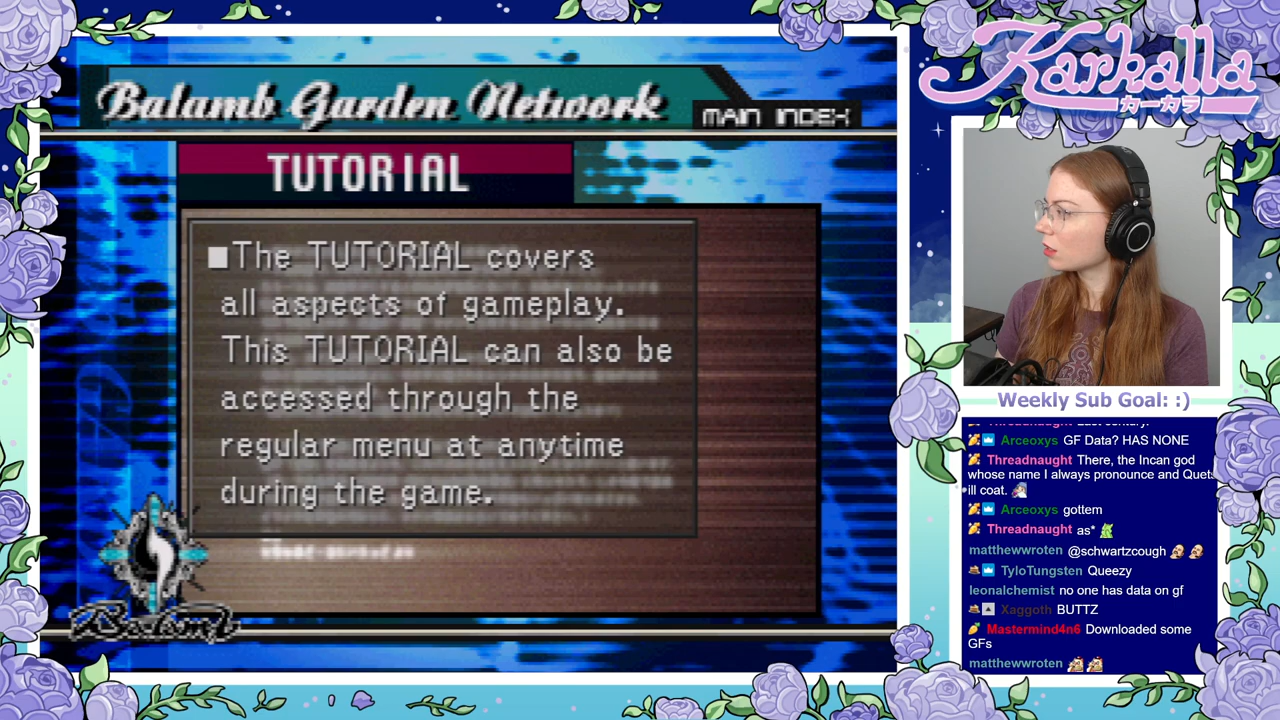 Balamb Garden Network
MAIN INDEX
TUTORIAL
■The TUTORIAL covers
all aspects of gameplay.
This TUTORIAL can also be
accessed through the
regular menu at anytime
during the game.
Balamb
Karkalla
カーカラ
Weekly Sub Goal: :)
Arceoxys GF Data? HAS NONE
Threadnaught There, the Incan god
whose name I always pronounce and Quets
ill coat.
Arceoxys gottem
Threadnaught as*
matthewwroten @schwartzcough
TyloTungsten Queezy
leonalchemist no one has data on gf
Xaggoth BUTTZ
Mastermind4n6 Downloaded some
GFs
matthewwroten